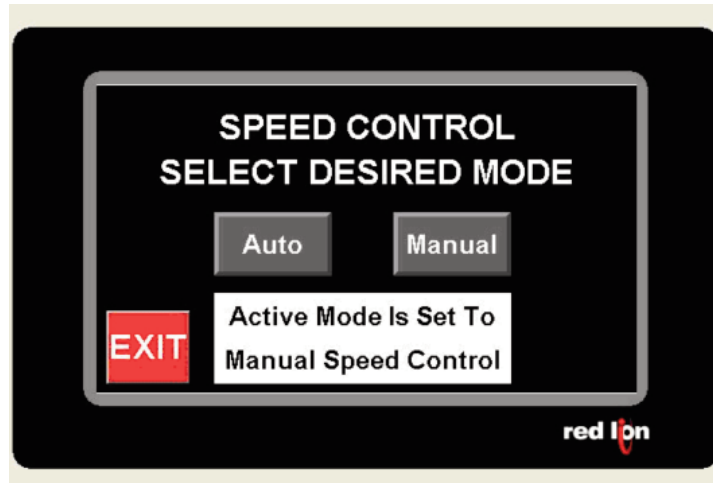 SPEED CONTROL
SELECT DESIRED MODE
Auto
Manual
Active Mode Is Set To
Manual Speed Control
EXIT
red lion